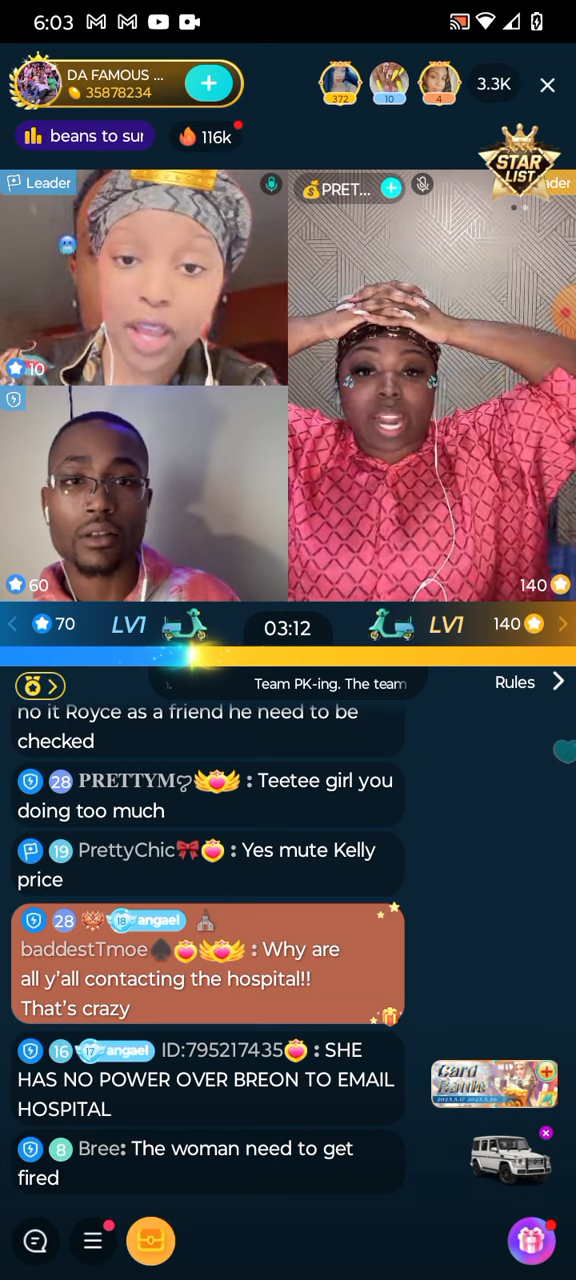 6:03
DA FAMOUS ...
35878234
372
10
4
3.3K
beans to sur
116k
STAR
LIST
Leader
PRET...
ader
10
60
140
70
LV1
03:12
LV1
140
Team PK-ing. The team
Rules
no it Royce as a friend he need to be
checked
28 PRETTYM : Teetee girl you
doing too much
19 PrettyChic🎀 : Yes mute Kelly
price
28 18 angael
baddestTmoe♠ : Why are
all y’all contacting the hospital!!
That’s crazy
16 17 angael ID:795217435 : SHE
HAS NO POWER OVER BREON TO EMAIL
HOSPITAL
8 Bree: The woman need to get
fired
Card
Battle